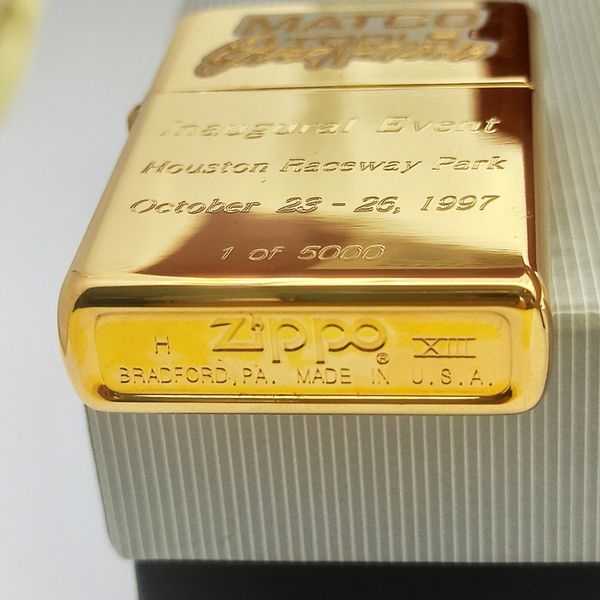 MATCO
TOOLS
Inaugural Event
Houston Raceway Park
October 23 - 26, 1997
1 of 5000
H Zippo ® XIII
BRADFORD, PA. MADE IN U.S.A.